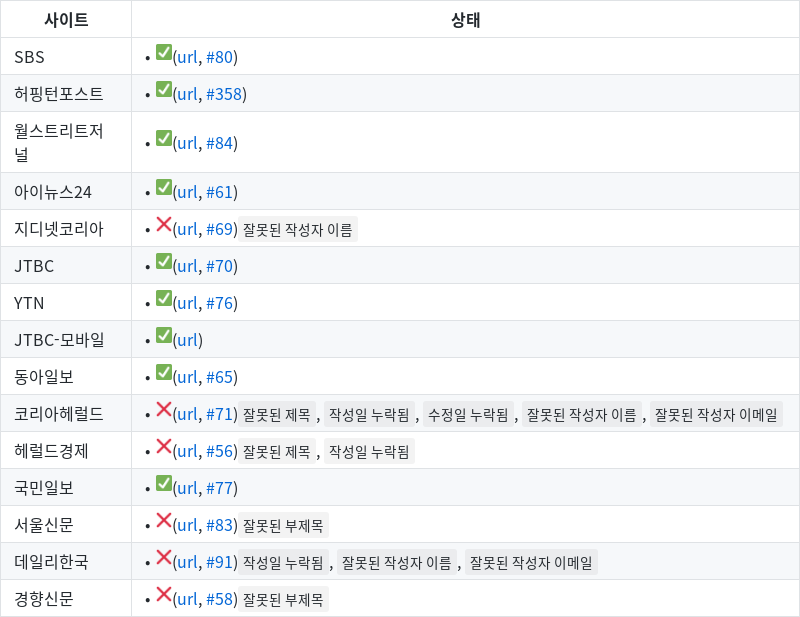 사이트 상태
SBS • ✅(url, #80)
허핑턴포스트 • ✅(url, #358)
월스트리트저
널 • ✅(url, #84)
아이뉴스24 • ✅(url, #61)
지디넷코리아 • ❌(url, #69) 잘못된 작성자 이름
JTBC • ✅(url, #70)
YTN • ✅(url, #76)
JTBC-모바일 • ✅(url)
동아일보 • ✅(url, #65)
코리아헤럴드 • ❌(url, #71) 잘못된 제목 , 작성일 누락됨 , 수정일 누락됨 , 잘못된 작성자 이름 , 잘못된 작성자 이메일
헤럴드경제 • ❌(url, #56) 잘못된 제목 , 작성일 누락됨
국민일보 • ✅(url, #77)
서울신문 • ❌(url, #83) 잘못된 부제목
데일리한국 • ❌(url, #91) 작성일 누락됨 , 잘못된 작성자 이름 , 잘못된 작성자 이메일
경향신문 • ❌(url, #58) 잘못된 부제목